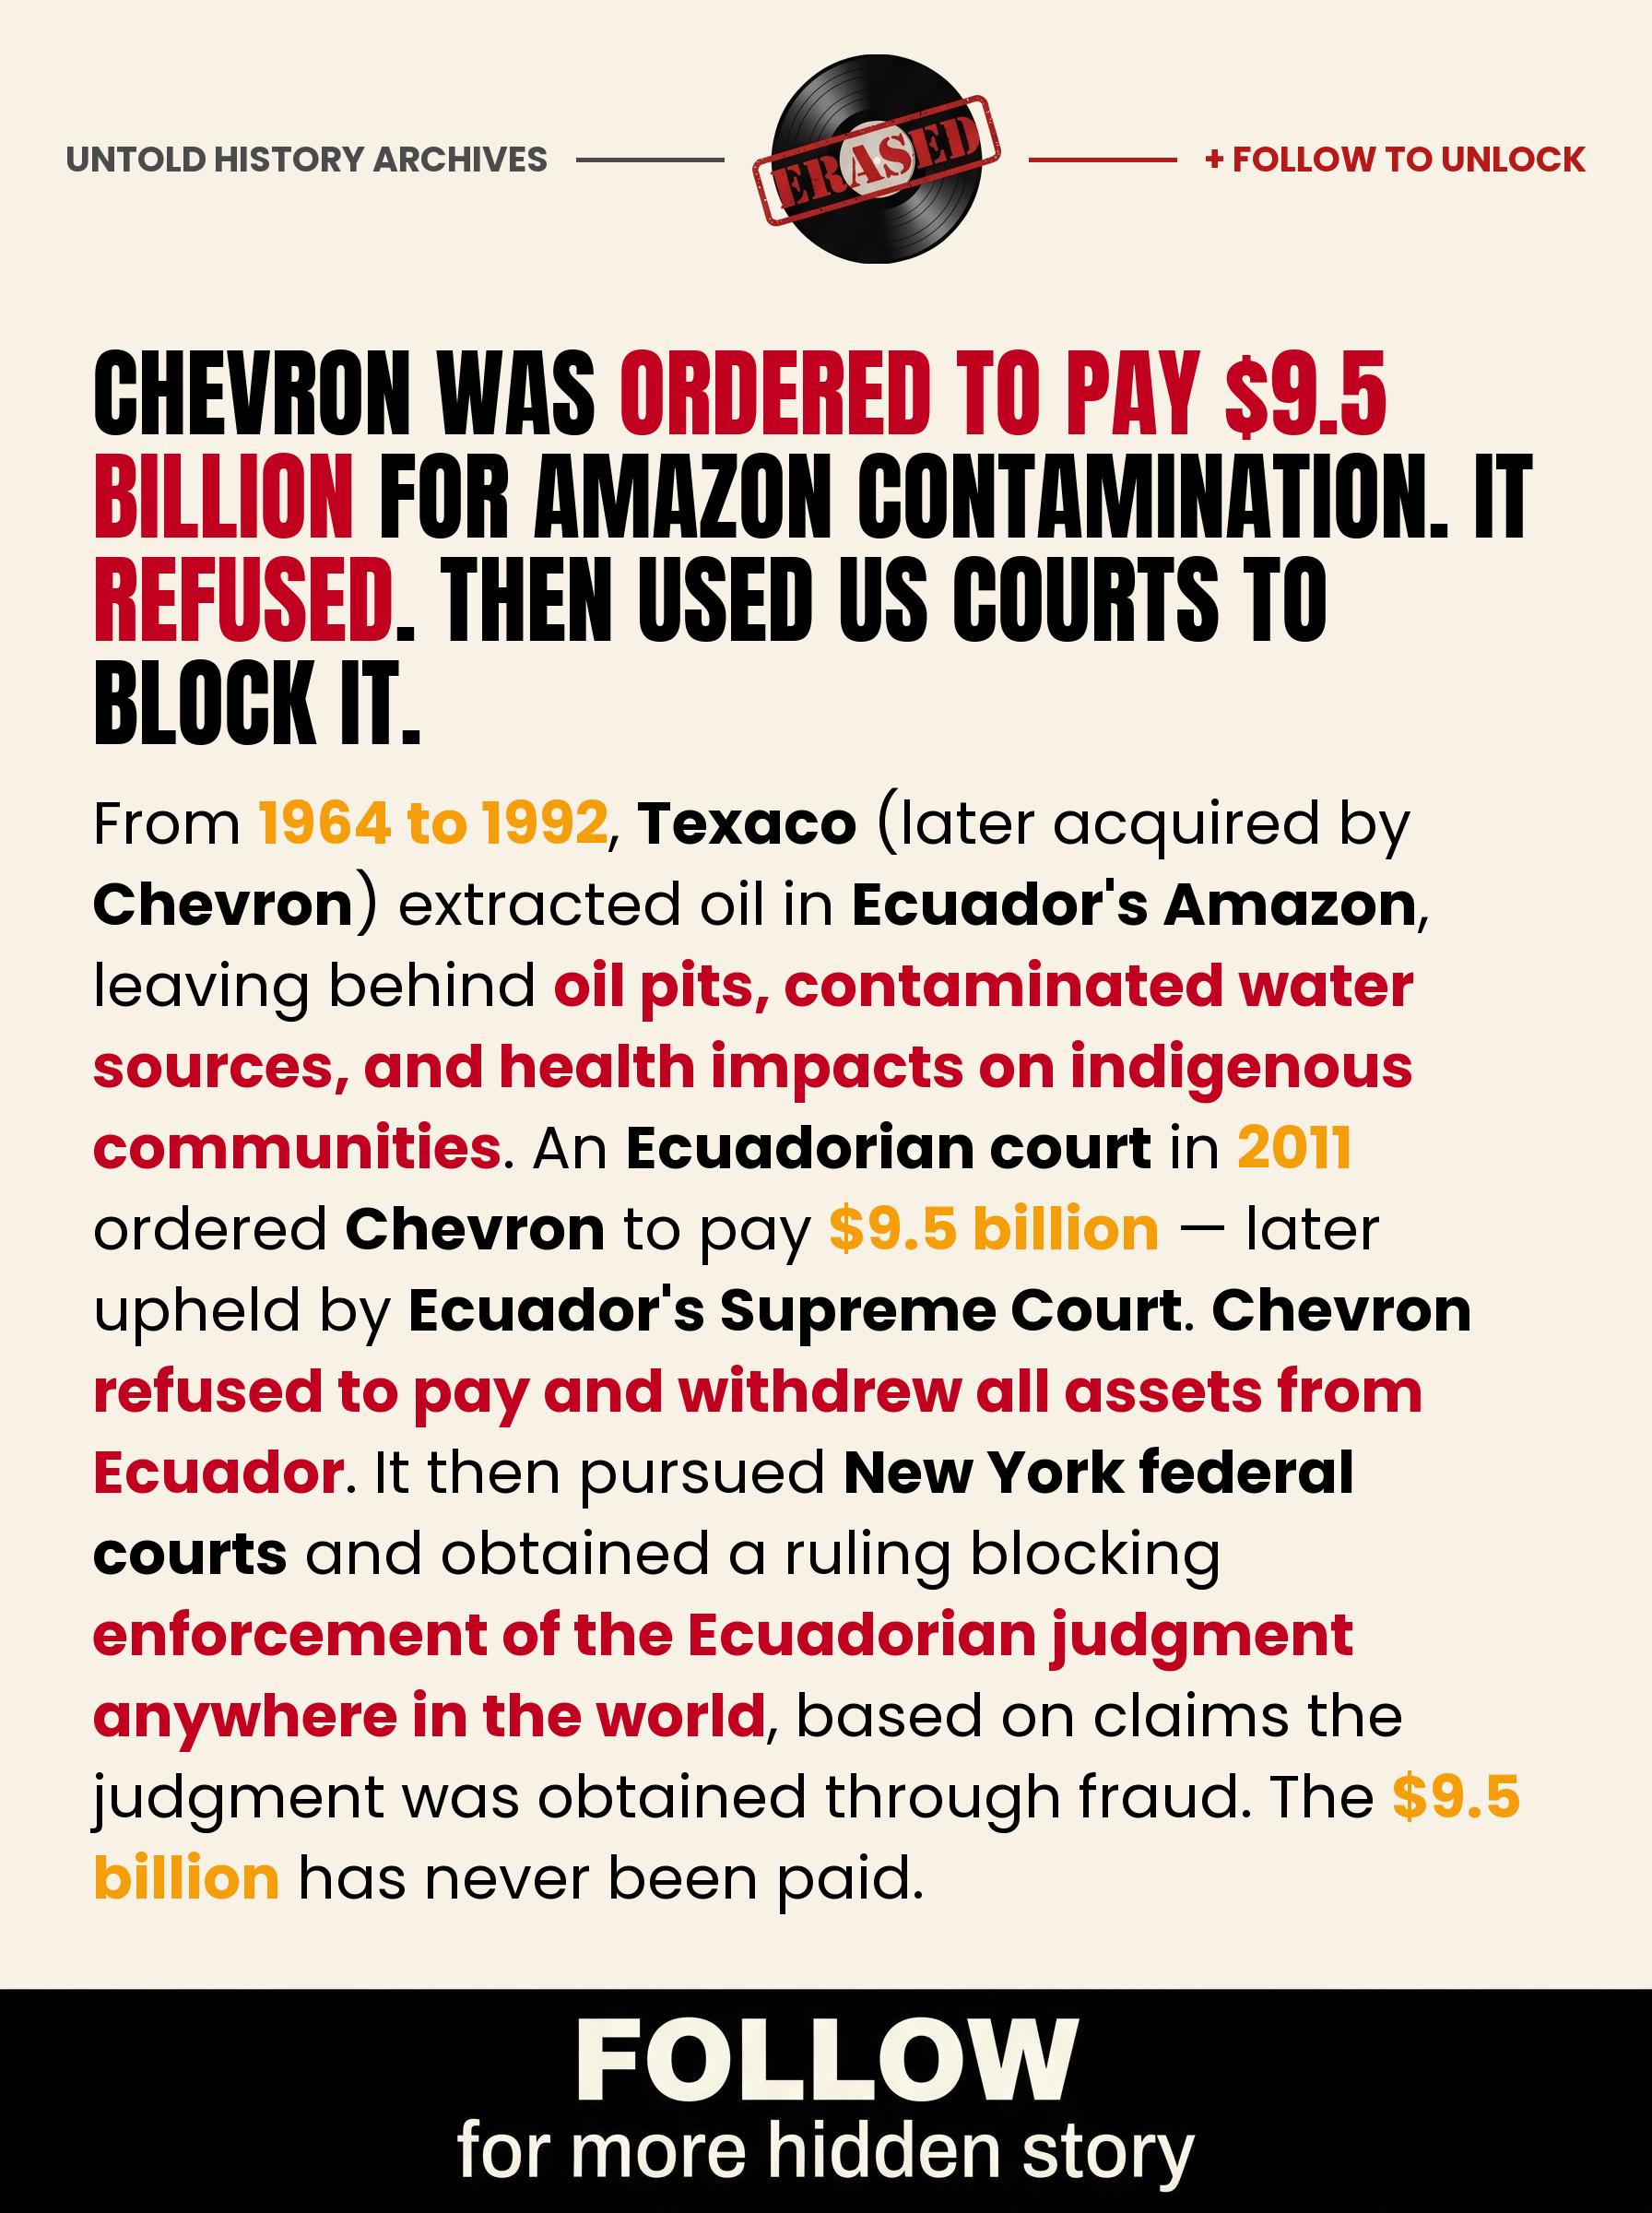 UNTOLD HISTORY ARCHIVES
ERASED
+ FOLLOW TO UNLOCK
CHEVRON WAS ORDERED TO PAY $9.5
BILLION FOR AMAZON CONTAMINATION. IT
REFUSED. THEN USED US COURTS TO
BLOCK IT.
From 1964 to 1992, Texaco (later acquired by
Chevron) extracted oil in Ecuador's Amazon,
leaving behind oil pits, contaminated water
sources, and health impacts on indigenous
communities. An Ecuadorian court in 2011
ordered Chevron to pay $9.5 billion — later
upheld by Ecuador's Supreme Court. Chevron
refused to pay and withdrew all assets from
Ecuador. It then pursued New York federal
courts and obtained a ruling blocking
enforcement of the Ecuadorian judgment
anywhere in the world, based on claims the
judgment was obtained through fraud. The $9.5
billion has never been paid.
FOLLOW
for more hidden story